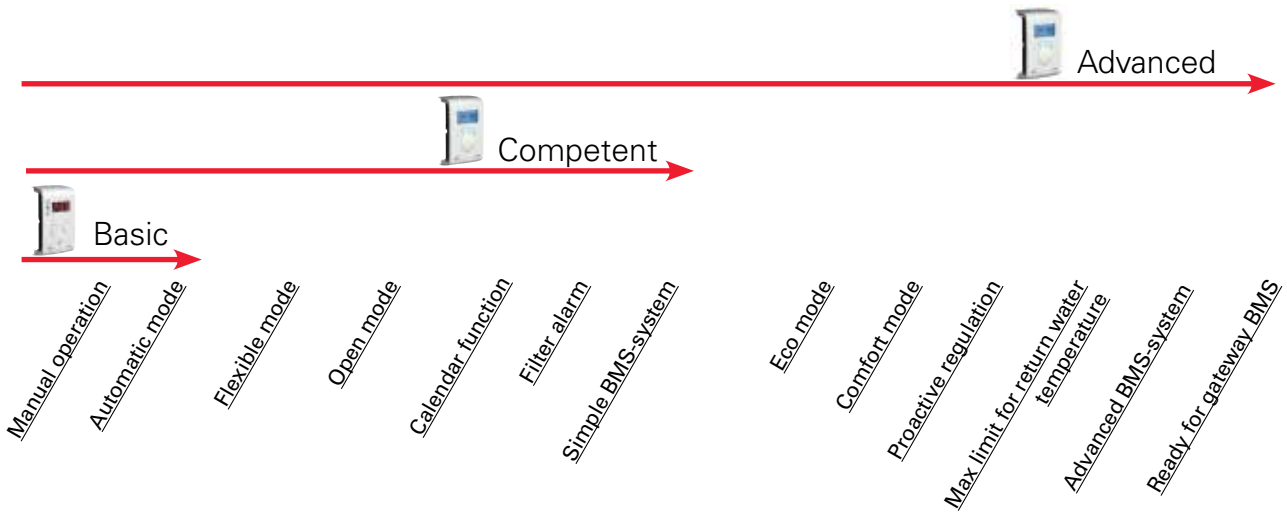 Advanced
Competent
Basic
Manual operation
Automatic mode
Flexible mode
Open mode
Calendar function
Filter alarm
Simple BMS-system
Eco mode
Comfort mode
Proactive regulation
Max limit for return water
temperature
Advanced BMS-system
Ready for gateway BMS